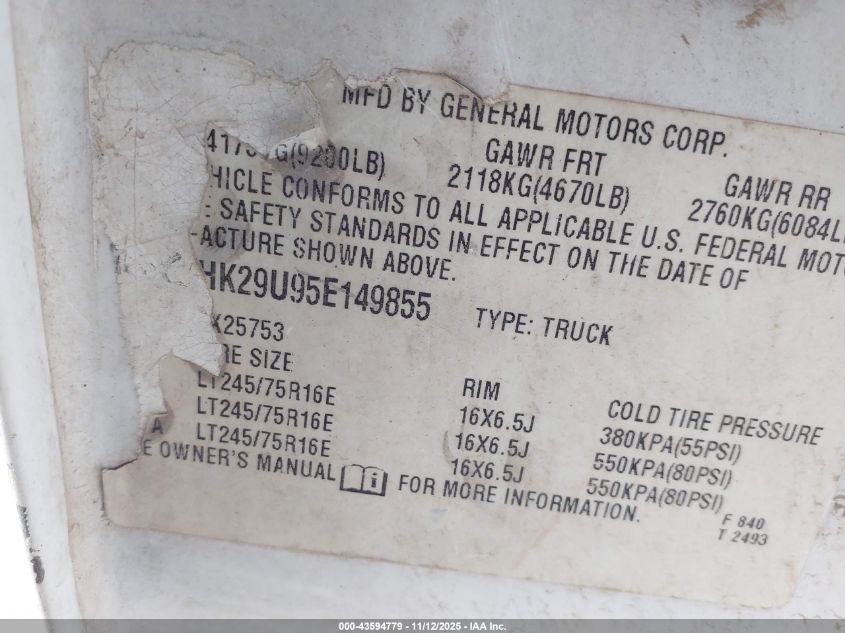 MFD BY GENERAL MOTORS CORP.
GAWR FRT GAWR RR
G(9200LB) 2118KG(4670LB) 2760KG(6084L
HICLE CONFORMS TO ALL APPLICABLE U.S. FEDERAL MOT
SAFETY STANDARDS IN EFFECT ON THE DATE OF
ACTURE SHOWN ABOVE.
HK29U95E149855 TYPE: TRUCK
K25753
RE SIZE RIM COLD TIRE PRESSURE
LT245/75R16E 16X6.5J 380KPA(55PSI)
LT245/75R16E 16X6.5J 550KPA(80PSI)
A LT245/75R16E 16X6.5J 550KPA(80PSI)
E OWNER'S MANUAL FOR MORE INFORMATION.
F 840
T 2493
000-43594779 - 11/12/2025 - IAA Inc.